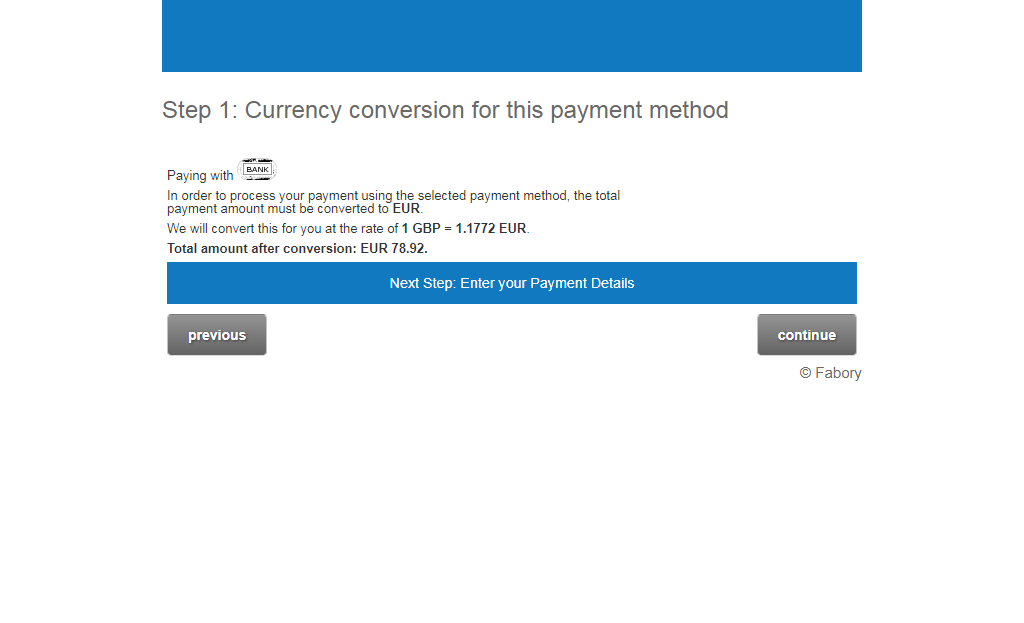 Step 1: Currency conversion for this payment method
Paying with BANK
In order to process your payment using the selected payment method, the total
payment amount must be converted to EUR.
We will convert this for you at the rate of 1 GBP = 1.1772 EUR.
Total amount after conversion: EUR 78.92.
Next Step: Enter your Payment Details
previous
continue
© Fabory